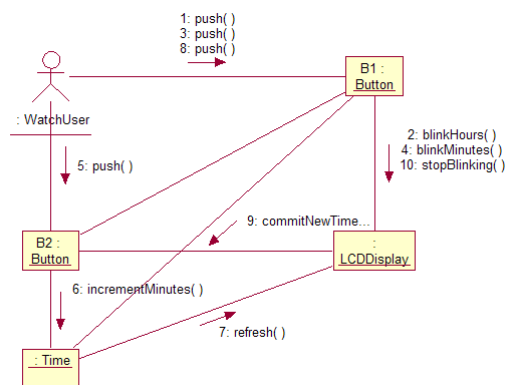 1: push( )
3: push( )
8: push( )
B1 :
Button
: WatchUser
2: blinkHours( )
4: blinkMinutes( )
10: stopBlinking( )
5: push( )
9: commitNewTime...
B2 :
Button
:
LCDDisplay
6: incrementMinutes( )
7: refresh( )
: Time